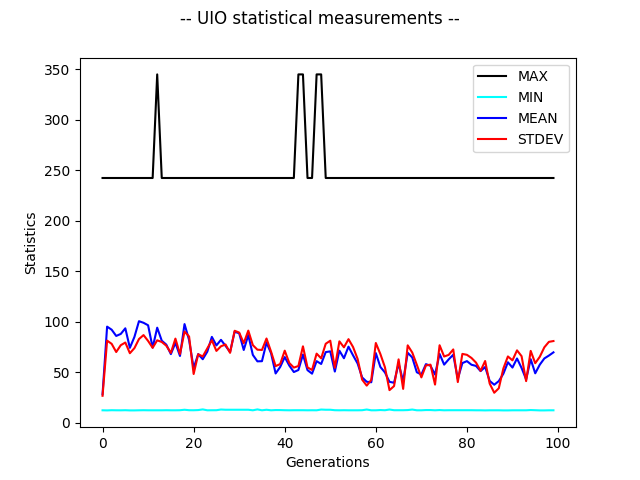 -- UIO statistical measurements --
350
300
250
200
150
100
50
0
Statistics
MAX
MIN
MEAN
STDEV
0 20 40 60 80 100
Generations